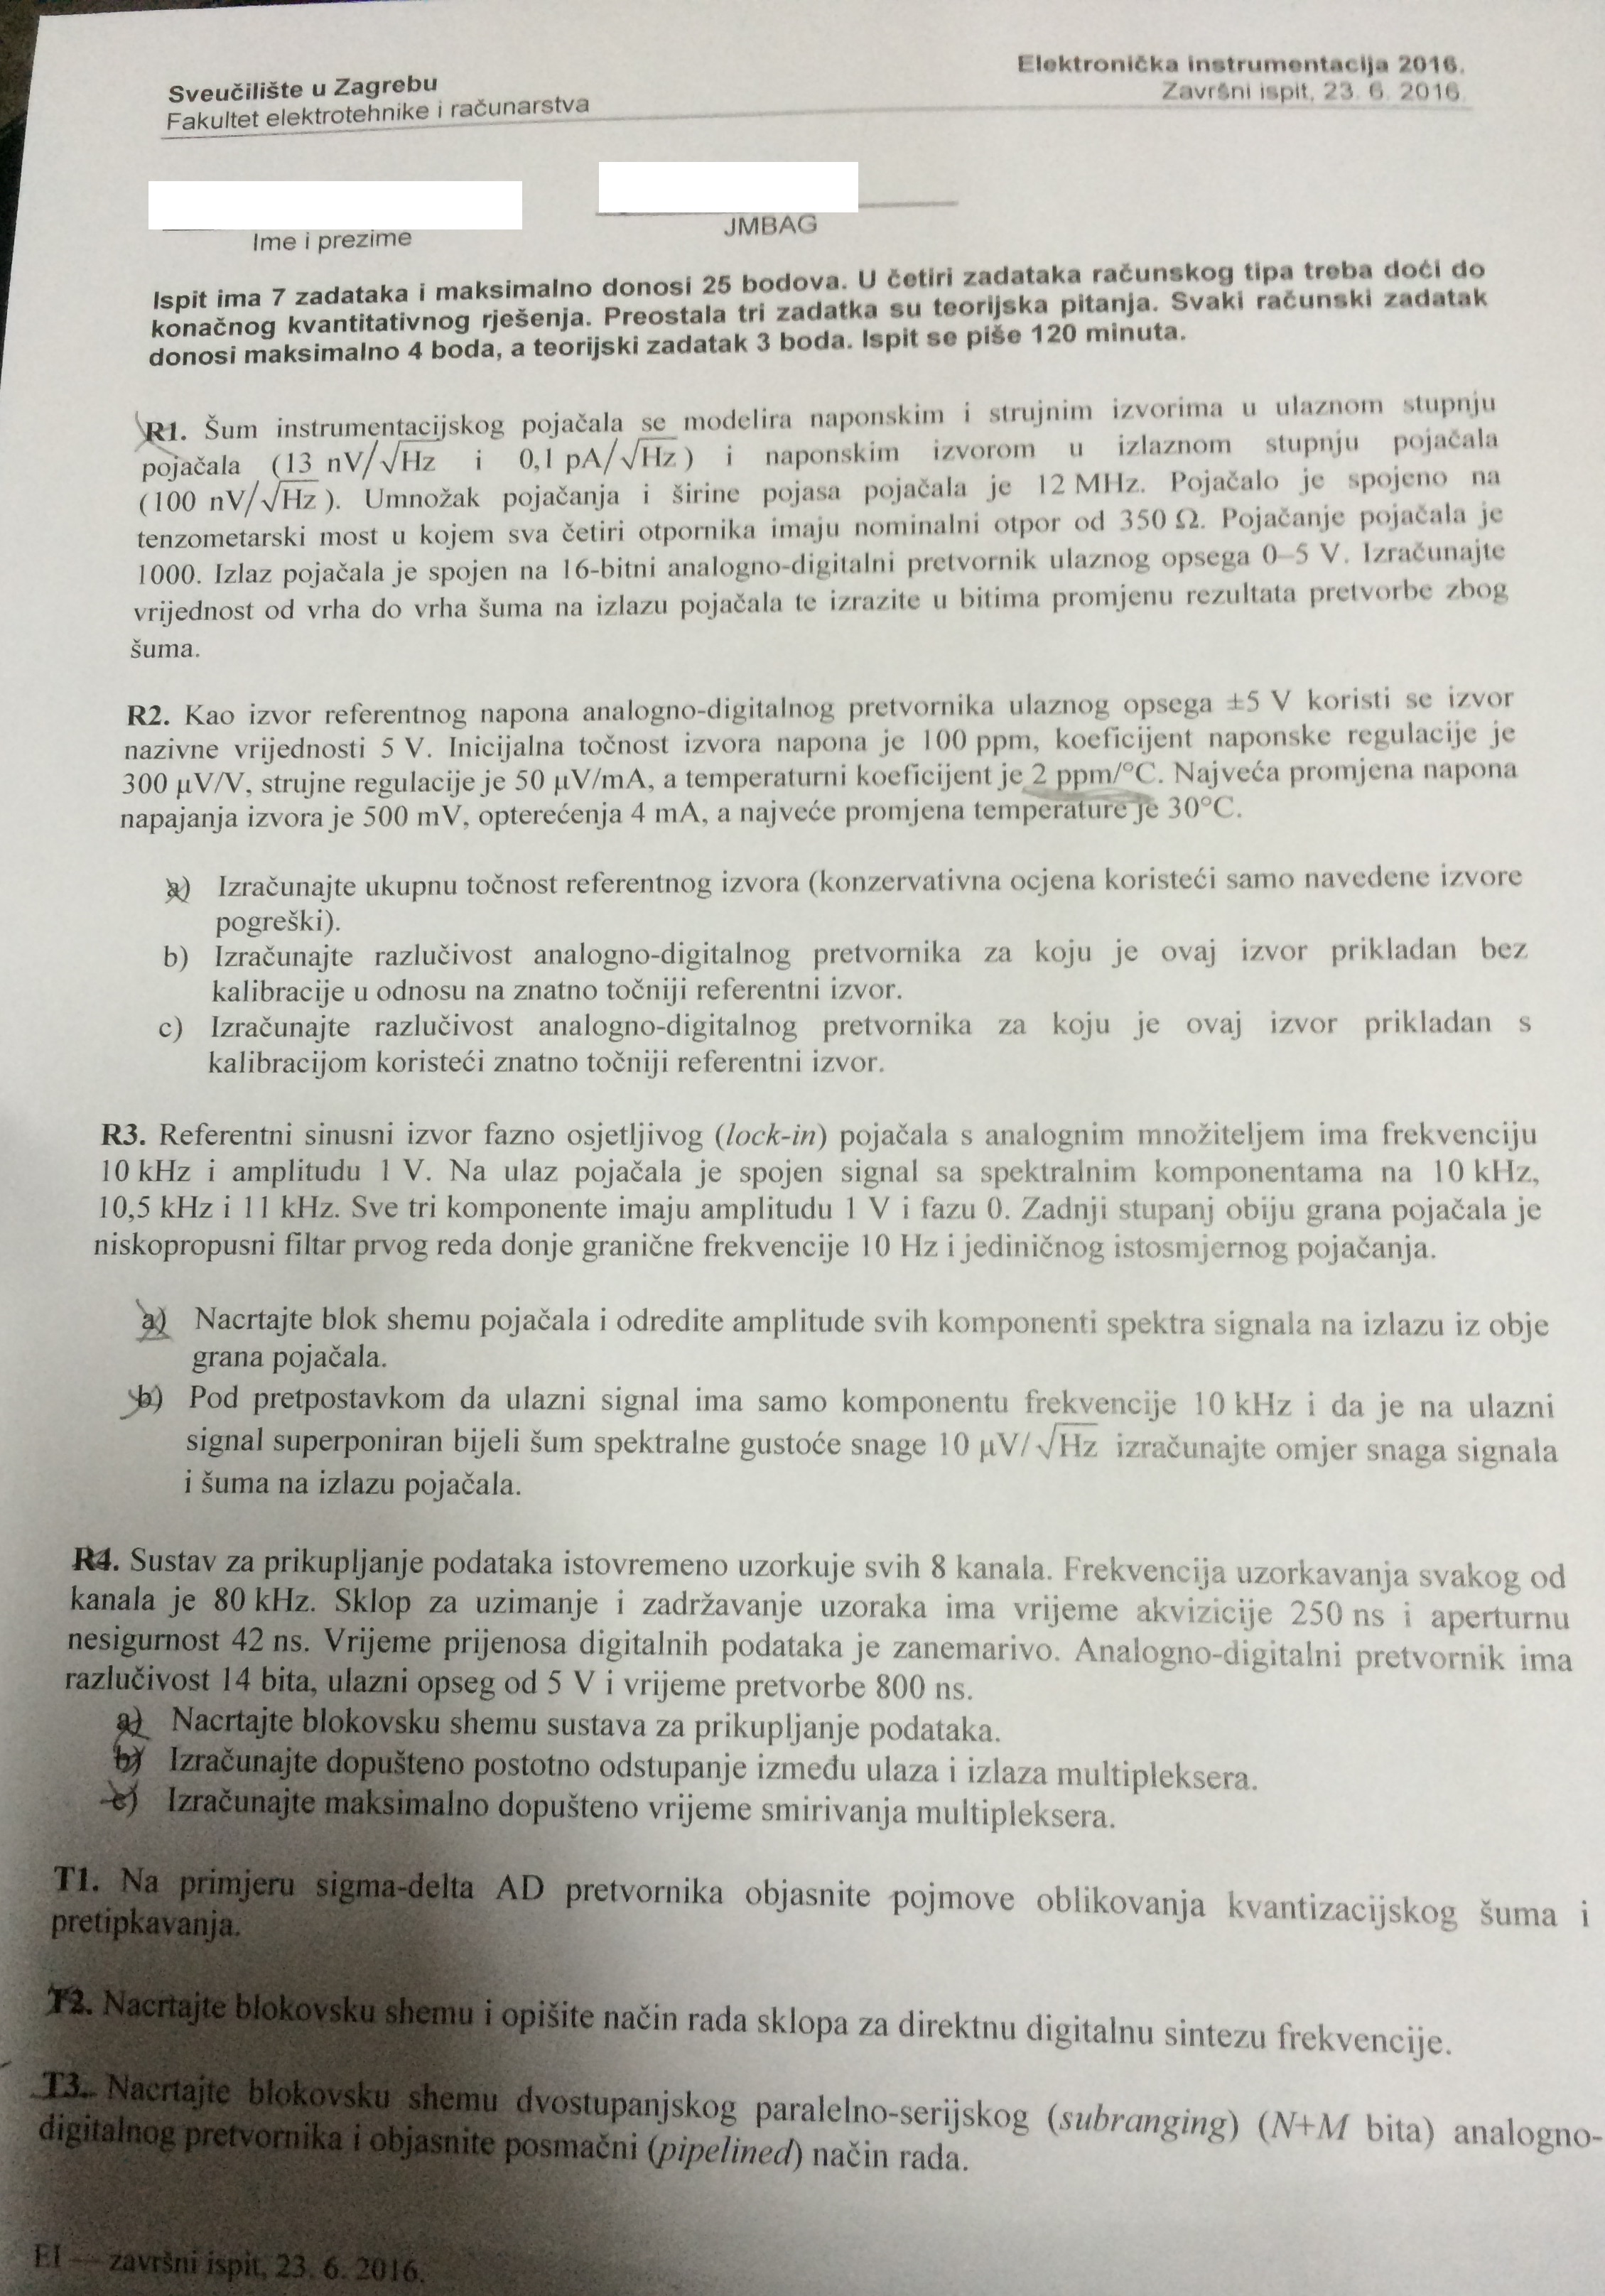 Sveučilište u Zagrebu
Fakultet elektrotehnike i računarstva
Elektronička instrumentacija 2016.
Završni ispit, 23. 6. 2016.
Ime i prezime
JMBAG
Ispit ima 7 zadataka i maksimalno donosi 25 bodova. U četiri zadataka računskog tipa treba doći do
konačnog kvantitativnog rješenja. Preostala tri zadatka su teorijska pitanja. Svaki računski zadatak
donosi maksimalno 4 boda, a teorijski zadatak 3 boda. Ispit se piše 120 minuta.
R1. Šum instrumentacijskog pojačala se modelira naponskim i strujnim izvorima u ulaznom stupnju
pojačala (13 nV/√Hz i 0,1 pA/√Hz) i naponskim izvorom u izlaznom stupnju pojačala
(100 nV/√Hz). Umnožak pojačanja i širine pojasa pojačala je 12 MHz. Pojačalo je spojeno na
tenzometarski most u kojem sva četiri otpornika imaju nominalni otpor od 350 Ω. Pojačanje pojačala je
1000. Izlaz pojačala je spojen na 16-bitni analogno-digitalni pretvornik ulaznog opsega 0–5 V. Izračunajte
vrijednost od vrha do vrha šuma na izlazu pojačala te izrazite u bitima promjenu rezultata pretvorbe zbog
šuma.
R2. Kao izvor referentnog napona analogno-digitalnog pretvornika ulaznog opsega ±5 V koristi se izvor
nazivne vrijednosti 5 V. Inicijalna točnost izvora napona je 100 ppm, koeficijent naponske regulacije je
300 µV/V, strujne regulacije je 50 µV/mA, a temperaturni koeficijent je 2 ppm/°C. Najveća promjena napona
napajanja izvora je 500 mV, opterećenja 4 mA, a najveće promjena temperature je 30°C.
a) Izračunajte ukupnu točnost referentnog izvora (konzervativna ocjena koristeći samo navedene izvore
pogreški).
b) Izračunajte razlučivost analogno-digitalnog pretvornika za koju je ovaj izvor prikladan bez
kalibracije u odnosu na znatno točniji referentni izvor.
c) Izračunajte razlučivost analogno-digitalnog pretvornika za koju je ovaj izvor prikladan s
kalibracijom koristeći znatno točniji referentni izvor.
R3. Referentni sinusni izvor fazno osjetljivog (lock-in) pojačala s analognim množiteljem ima frekvenciju
10 kHz i amplitudu 1 V. Na ulaz pojačala je spojen signal sa spektralnim komponentama na 10 kHz,
10,5 kHz i 11 kHz. Sve tri komponente imaju amplitudu 1 V i fazu 0. Zadnji stupanj obiju grana pojačala je
niskopropusni filtar prvog reda donje granične frekvencije 10 Hz i jediničnog istosmjernog pojačanja.
a) Nacrtajte blok shemu pojačala i odredite amplitude svih komponenti spektra signala na izlazu iz obje
grana pojačala.
b) Pod pretpostavkom da ulazni signal ima samo komponentu frekvencije 10 kHz i da je na ulazni
signal superponiran bijeli šum spektralne gustoće snage 10 µV/√Hz izračunajte omjer snaga signala
i šuma na izlazu pojačala.
R4. Sustav za prikupljanje podataka istovremeno uzorkuje svih 8 kanala. Frekvencija uzorkavanja svakog od
kanala je 80 kHz. Sklop za uzimanje i zadržavanje uzoraka ima vrijeme akvizicije 250 ns i aperturnu
nesigurnost 42 ns. Vrijeme prijenosa digitalnih podataka je zanemarivo. Analogno-digitalni pretvornik ima
razlučivost 14 bita, ulazni opseg od 5 V i vrijeme pretvorbe 800 ns.
a) Nacrtajte blokovsku shemu sustava za prikupljanje podataka.
b) Izračunajte dopušteno postotno odstupanje između ulaza i izlaza multipleksera.
c) Izračunajte maksimalno dopušteno vrijeme smirivanja multipleksera.
T1. Na primjeru sigma-delta AD pretvornika objasnite pojmove oblikovanja kvantizacijskog šuma i
pretipkavanja.
T2. Nacrtajte blokovsku shemu i opišite način rada sklopa za direktnu digitalnu sintezu frekvencije.
T3. Nacrtajte blokovsku shemu dvostupanjskog paralelno-serijskog (subranging) (N+M bita) analogno-
digitalnog pretvornika i objasnite posmačni (pipelined) način rada.
EI — završni ispit, 23. 6. 2016.